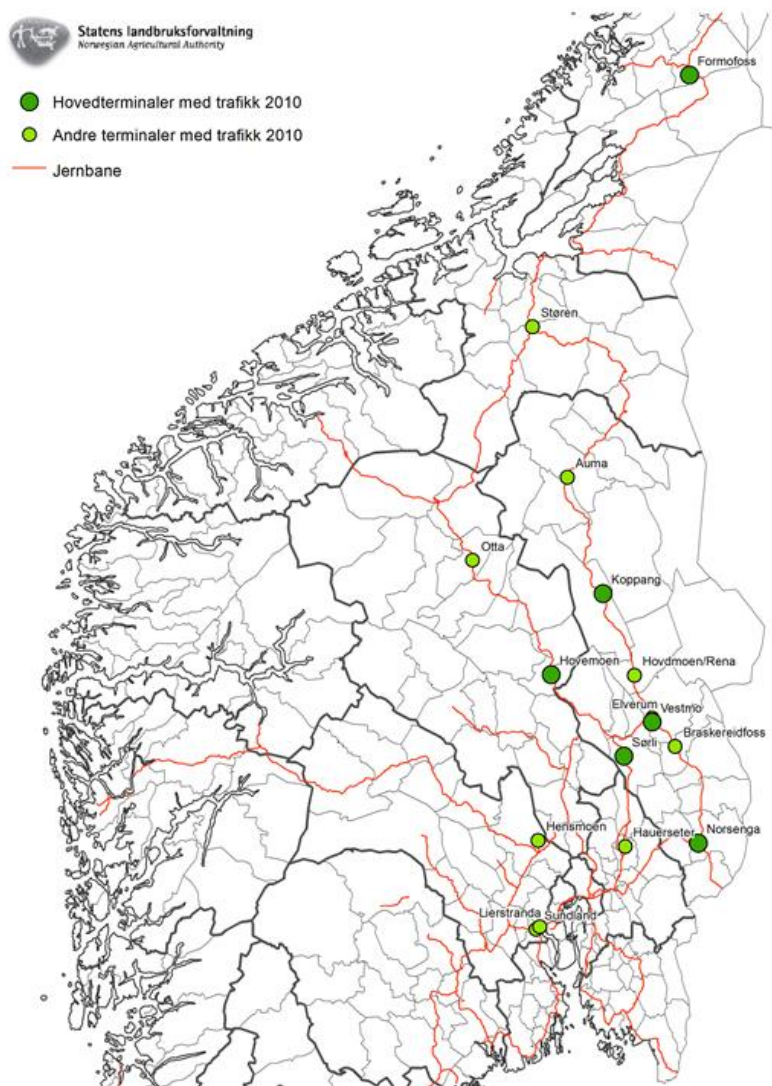 Statens landbruksforvaltning
Norwegian Agricultural Authority
Hovedterminaler med trafikk 2010
Andre terminaler med trafikk 2010
Jernbane
Formofoss
Støren
Auma
Otta
Koppang
Hovemoen
Hovdmoen/Rena
Elverum
Vestmo
Braskereidfoss
Sørli
Hensmoen
Hauerseter
Norsenga
Lierstranda
Sundland